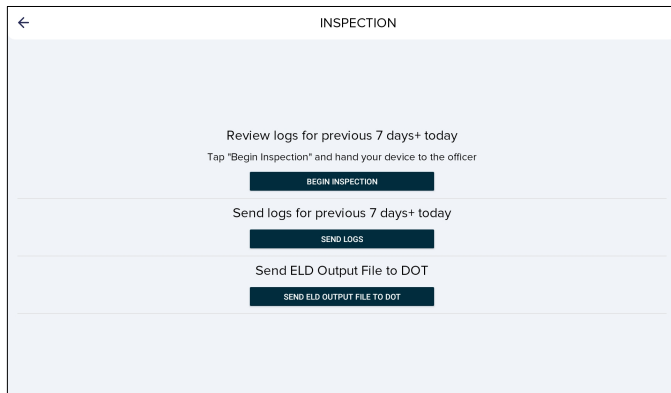 INSPECTION
Review logs for previous 7 days+ today
Tap "Begin Inspection" and hand your device to the officer
BEGIN INSPECTION
Send logs for previous 7 days+ today
SEND LOGS
Send ELD Output File to DOT
SEND ELD OUTPUT FILE TO DOT